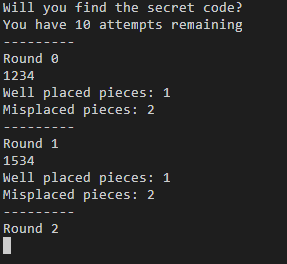 Will you find the secret code?
You have 10 attempts remaining
---------
Round 0
1234
Well placed pieces: 1
Misplaced pieces: 2
---------
Round 1
1534
Well placed pieces: 1
Misplaced pieces: 2
---------
Round 2